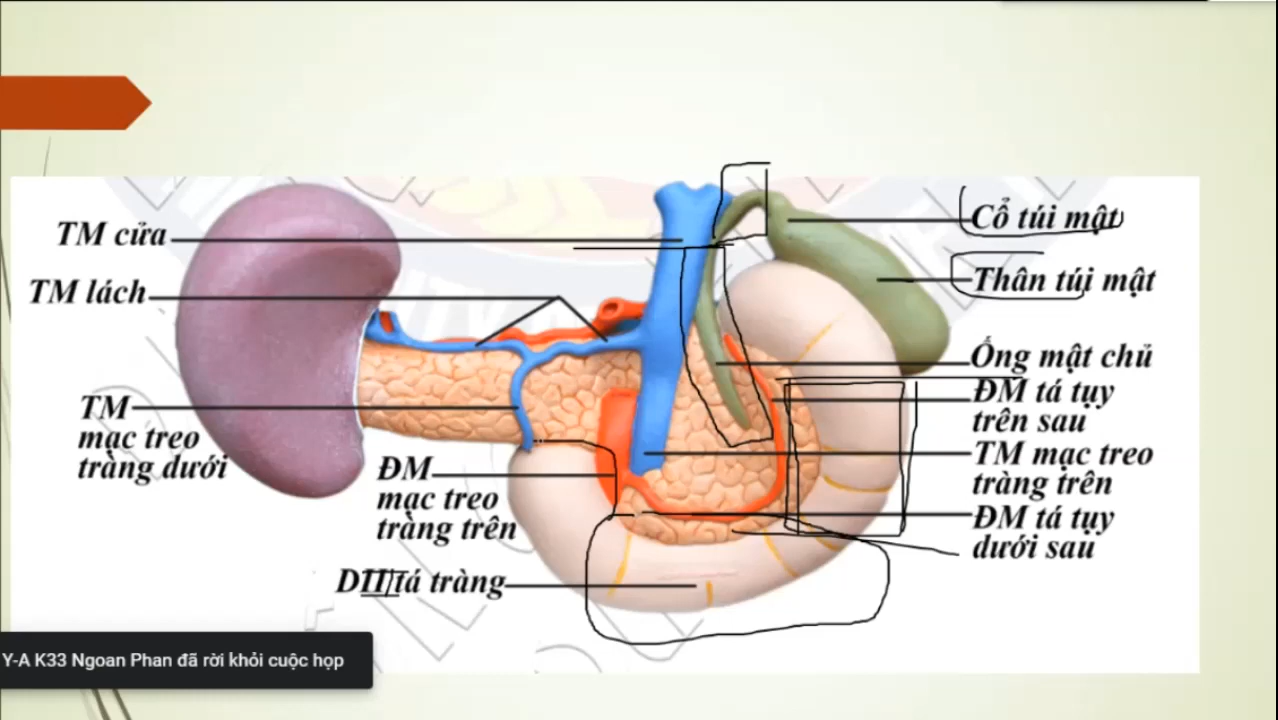 TM cửa
TM lách
TM
mạc treo
tràng dưới
ĐM
mạc treo
tràng trên
DIII tá tràng
Cổ túi mật
Thân túi mật
Ống mật chủ
ĐM tá tụy
trên sau
TM mạc treo
tràng trên
ĐM tá tụy
dưới sau
Y-A K33 Ngoan Phan đã rời khỏi cuộc họp